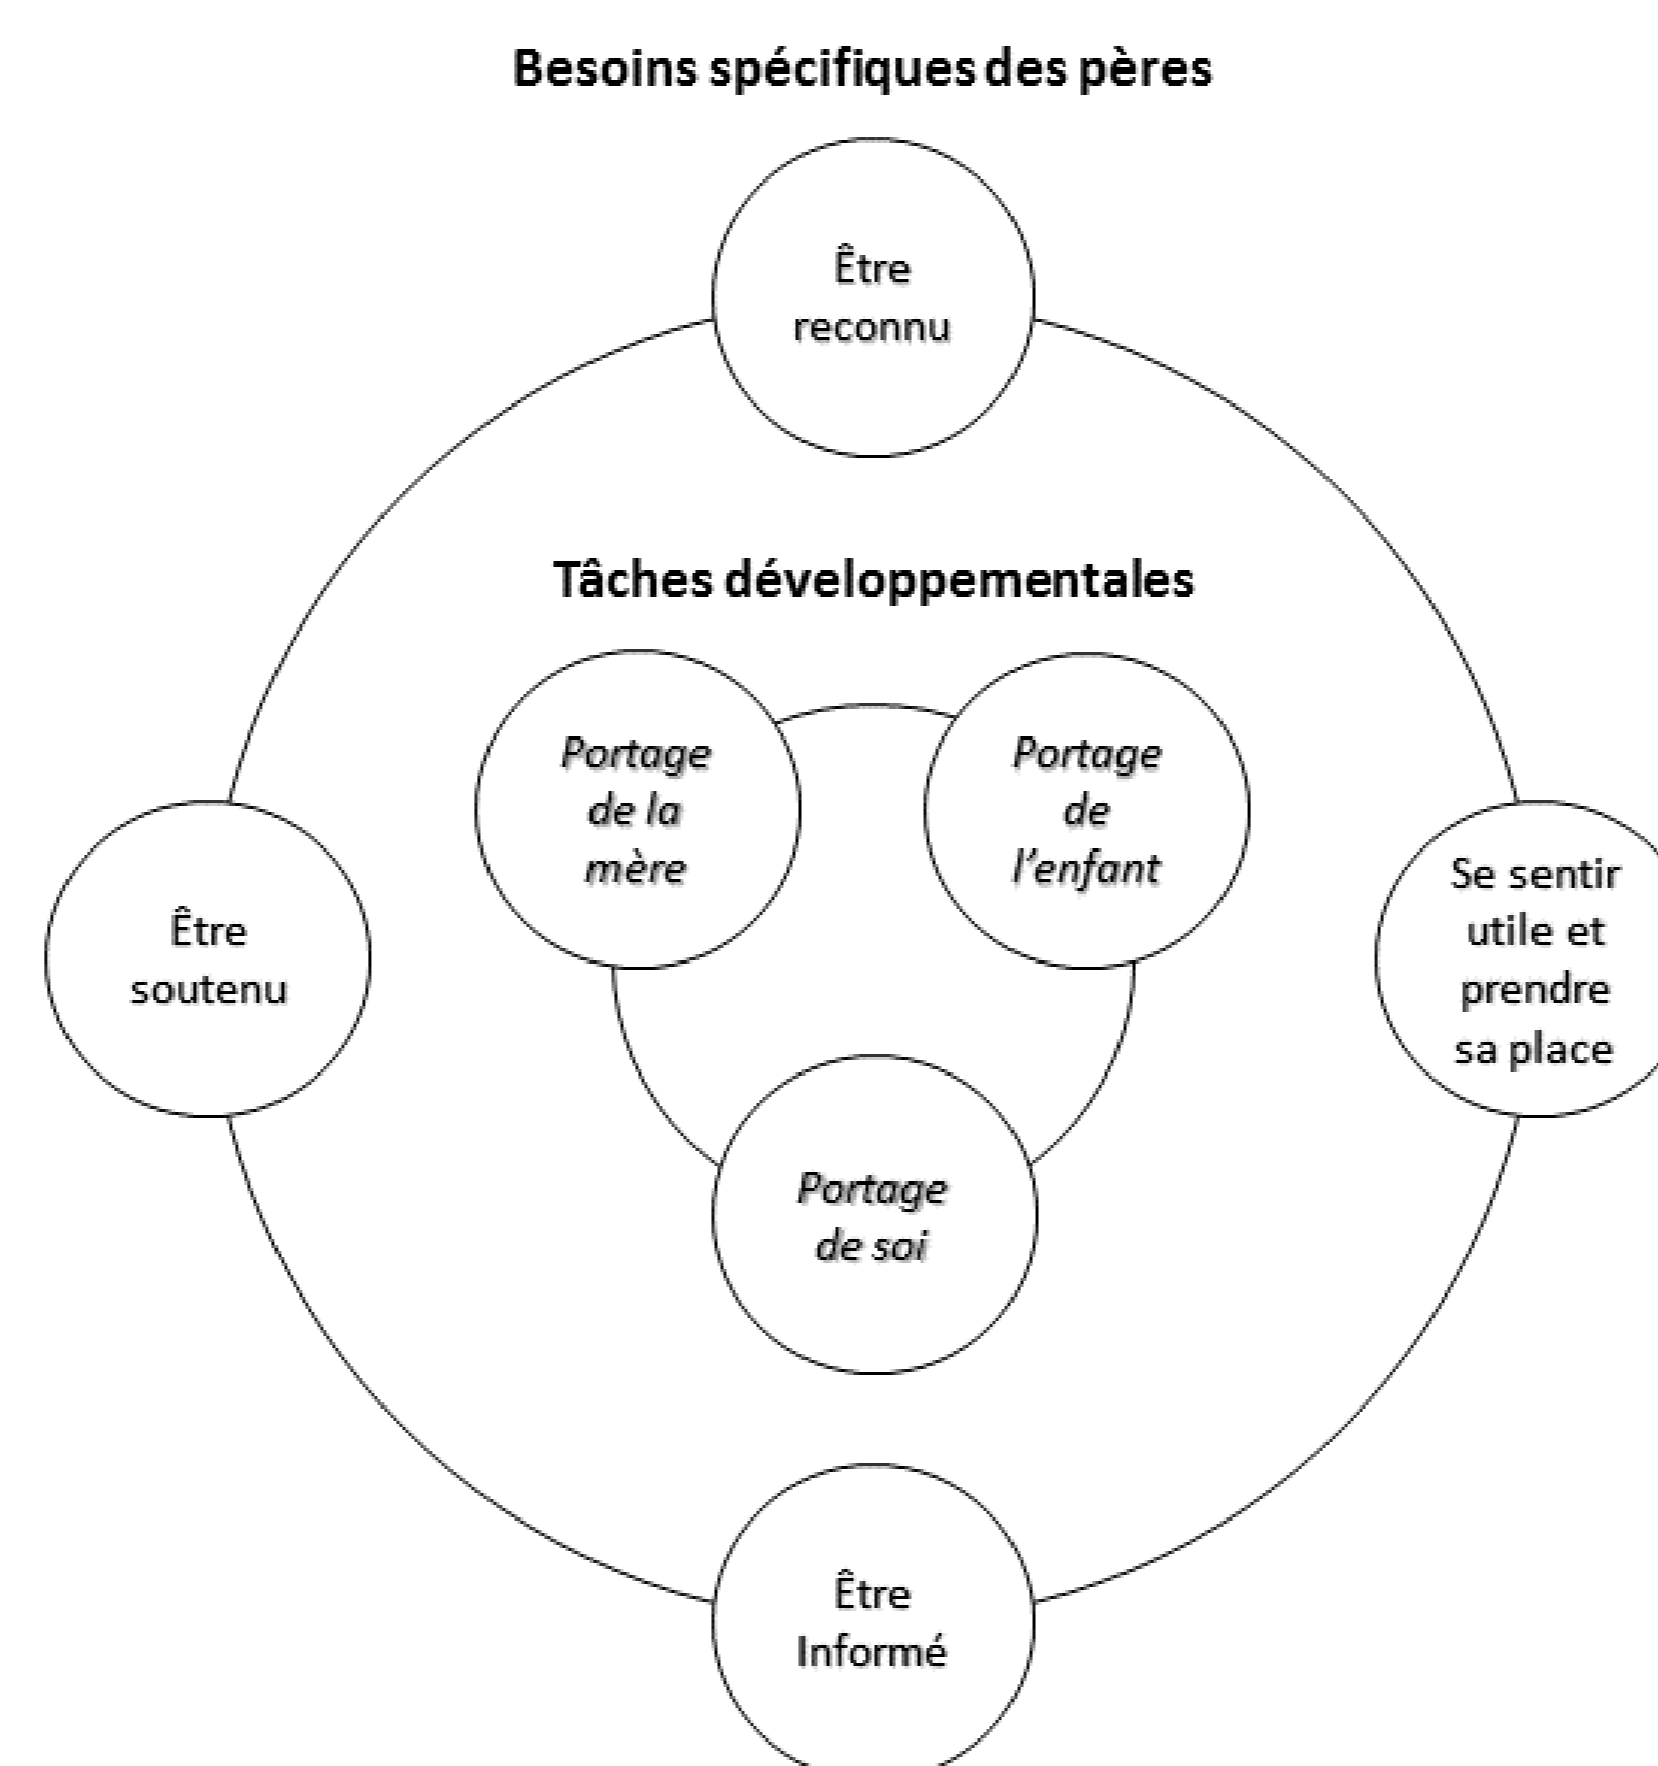 Besoins spécifiques des pères
Être
reconnu
Tâches développementales
Portage
de la
mère
Portage
de
l'enfant
Être
soutenu
Se sentir
utile et
prendre
sa place
Portage
de soi
Être
Informé